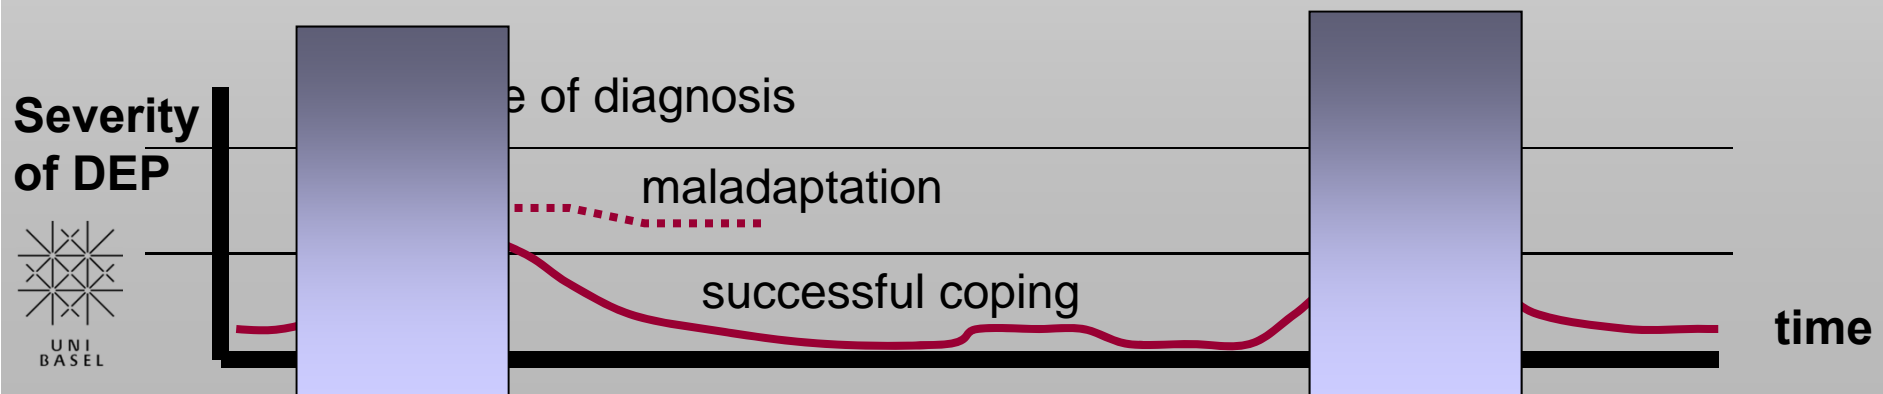 e of diagnosis
Severity
of DEP
maladaptation
successful coping
time
UNI
BASEL